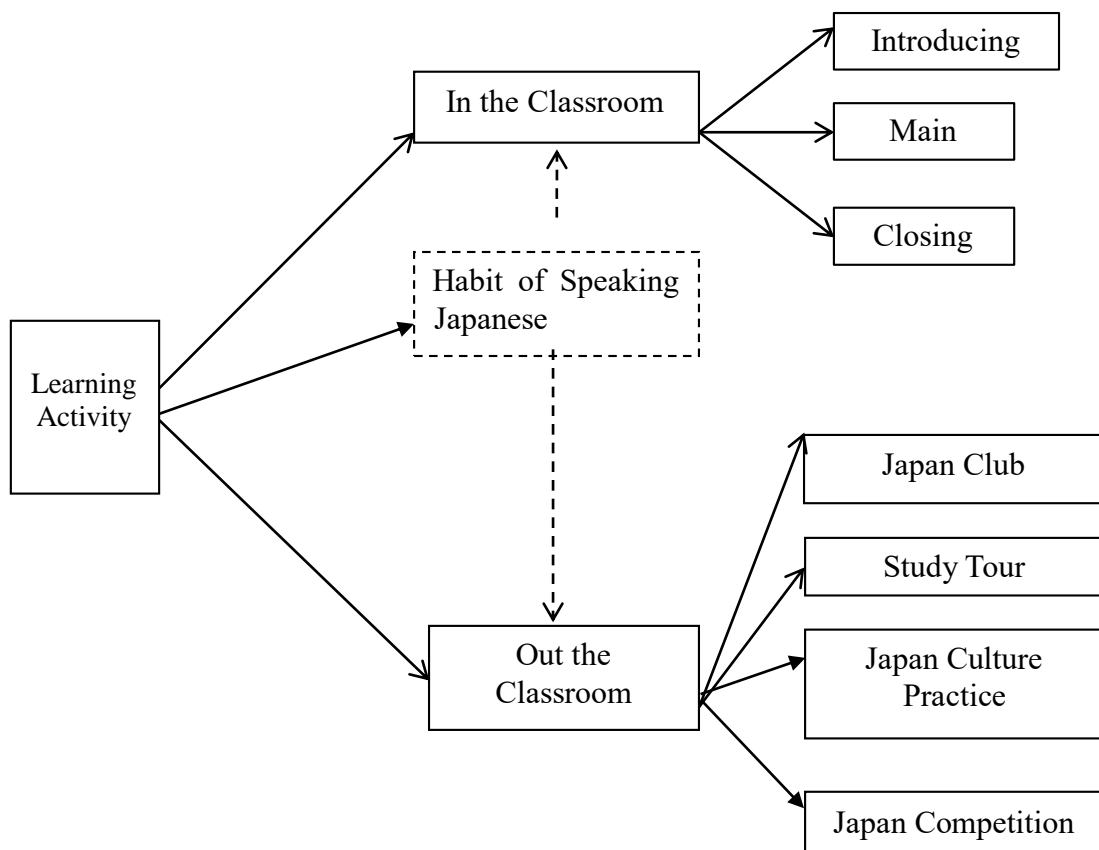 Introducing
In the Classroom
Main
Closing
Habit of Speaking
Japanese
Learning
Activity
Japan Club
Study Tour
Out the
Classroom
Japan Culture
Practice
Japan Competition